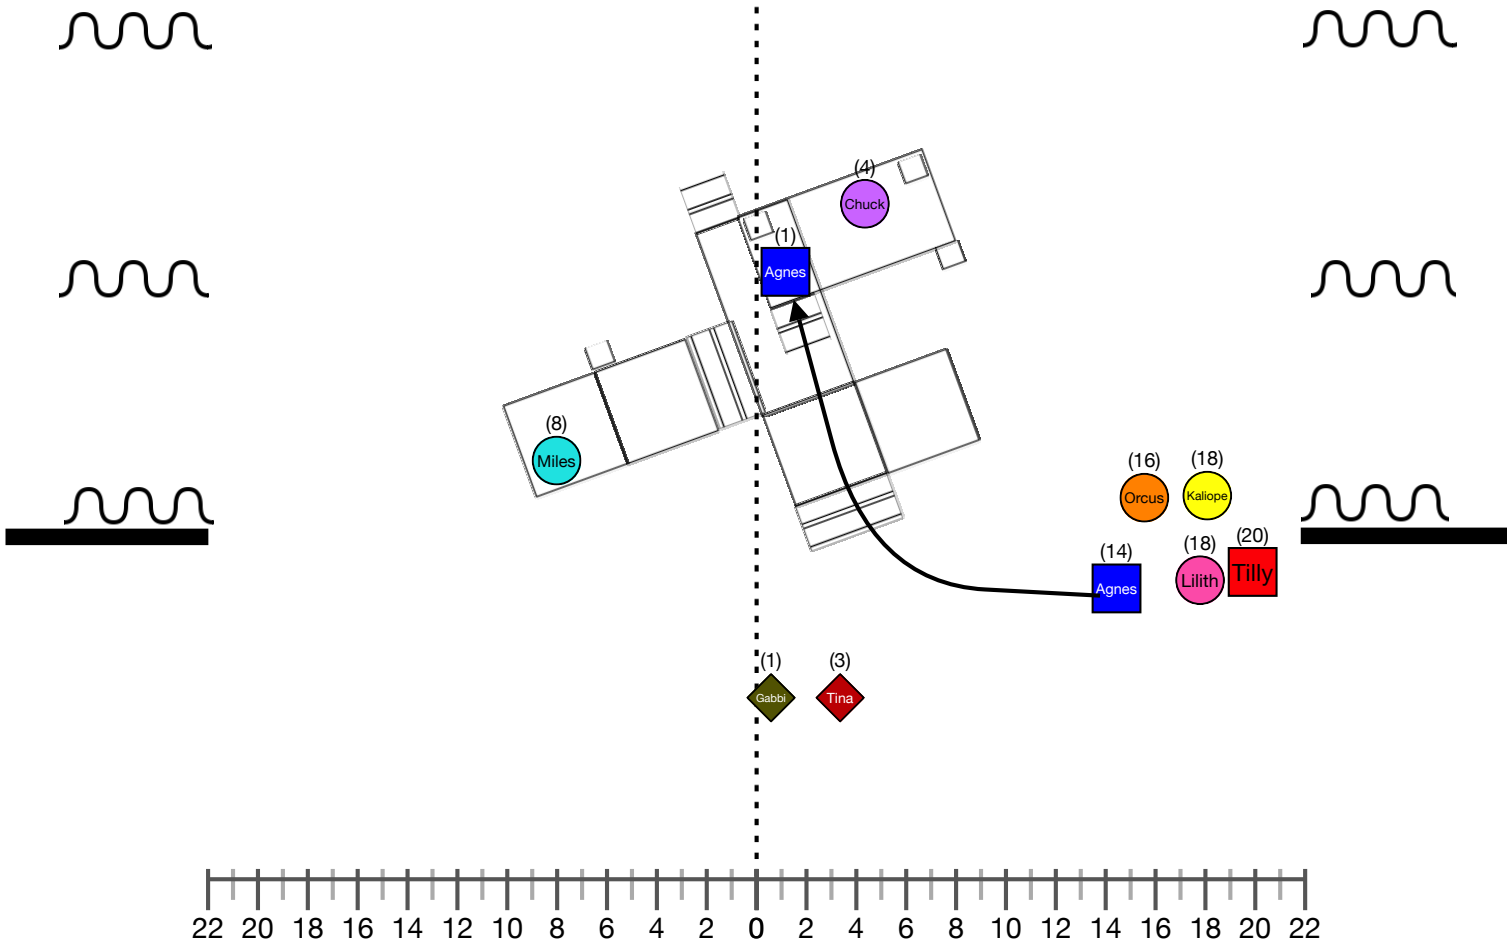 (4)
Chuck
(1)
Agnes
(8)
Miles
(16)
Orcus
(18)
Kaliope
(14)
Agnes
(18)
Lilith
(20)
Tilly
(1)
Gabbi
(3)
Tina
22 20 18 16 14 12 10 8 6 4 2 0 2 4 6 8 10 12 14 16 18 20 22